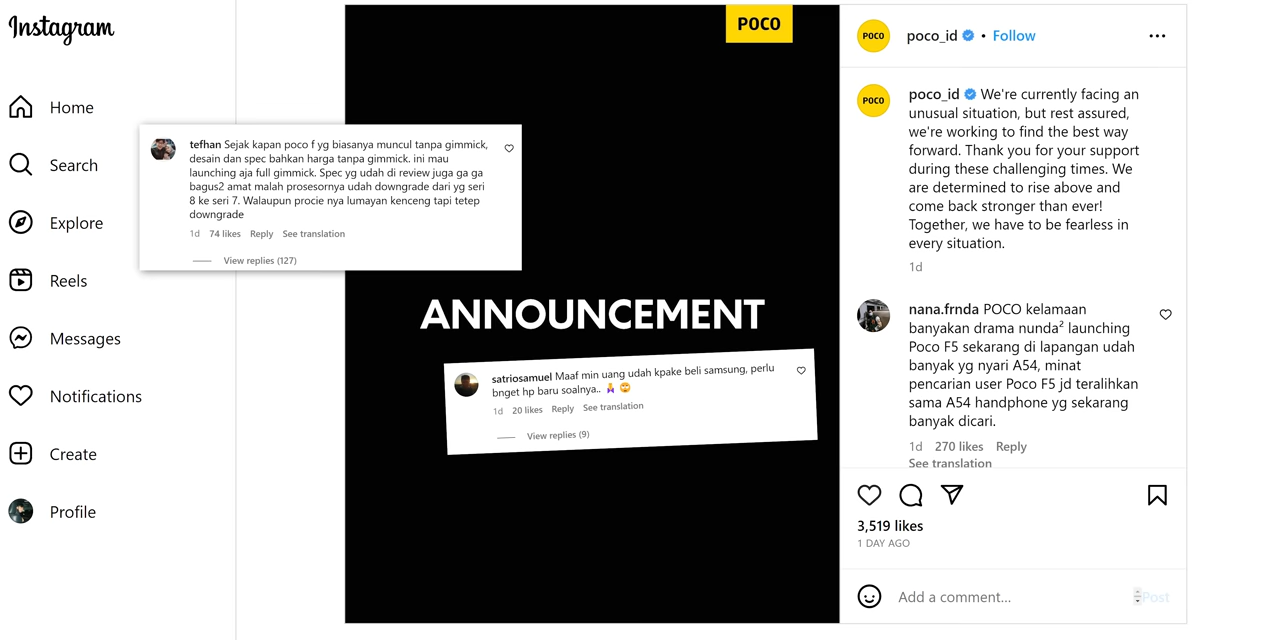 Instagram
Home
Search
Explore
Reels
Messages
Notifications
Create
Profile
POCO
tefhan Sejak kapan poco f yg biasanya muncul tanpa gimmick,
desain dan spec bahkan harga tanpa gimmick. ini mau
launching aja full gimmick. Spec yg udah di review juga ga ga
bagus2 amat malah prosesornya udah downgrade dari yg seri
8 ke seri 7. Walaupun procie nya lumayan kenceng tapi tetep
downgrade
1d 74 likes Reply See translation
View replies (127)
ANNOUNCEMENT
satriosamuel Maaf min uang udah kpake beli samsung, perlu
bnget hp baru soalnya.. 🧘‍♀️ 🙄
1d 20 likes Reply See translation
View replies (9)
POCO
poco_id • Follow
POCO
poco_id We're currently facing an
unusual situation, but rest assured,
we're working to find the best way
forward. Thank you for your support
during these challenging times. We
are determined to rise above and
come back stronger than ever!
Together, we have to be fearless in
every situation.
1d
nana.frnda POCO kelamaan
banyakan drama nunda² launching
Poco F5 sekarang di lapangan udah
banyak yg nyari A54, minat
pencarian user Poco F5 jd teralihkan
sama A54 handphone yg sekarang
banyak dicari.
1d 270 likes Reply
See translation
3,519 likes
1 DAY AGO
Add a comment...
Post